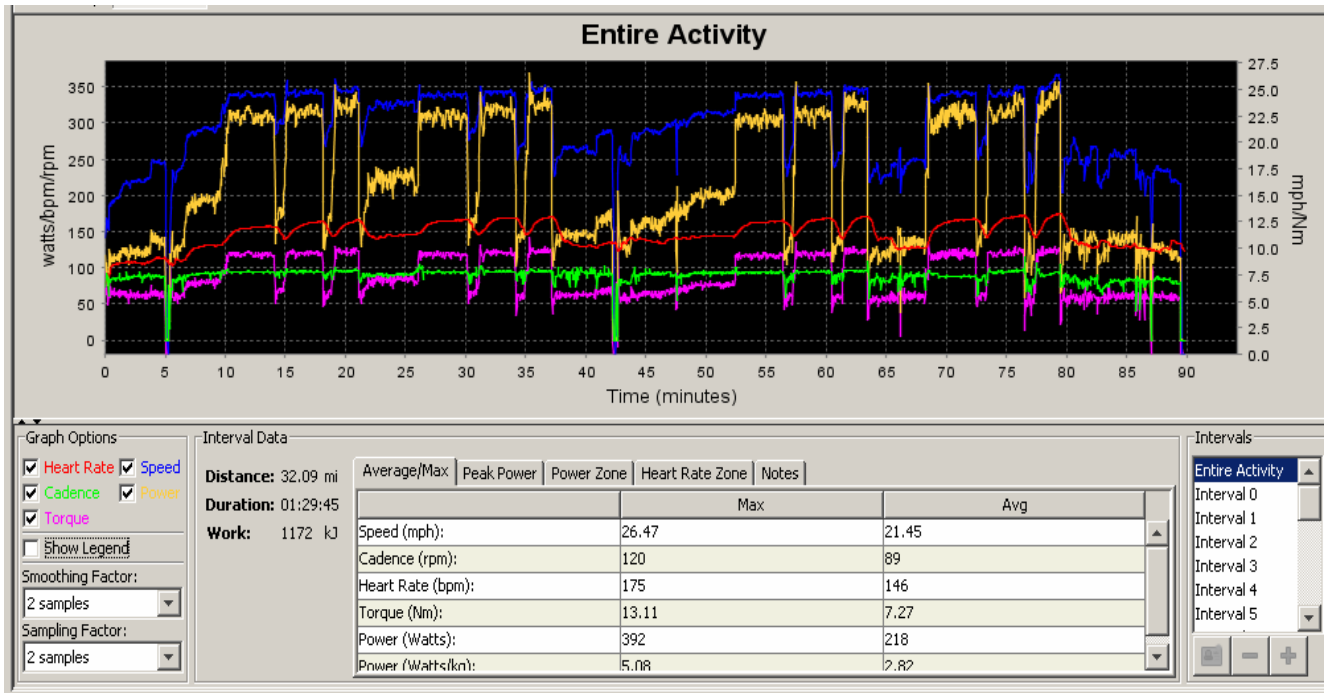 Entire Activity
350
300
250
200
150
100
50
0
watts/bpm/rpm
27.5
25.0
22.5
20.0
17.5
15.0
12.5
10.0
7.5
5.0
2.5
0.0
mph/Nm
0 5 10 15 20 25 30 35 40 45 50 55 60 65 70 75 80 85 90
Time (minutes)
Graph Options
Heart Rate Speed
Cadence Power
Torque
Show Legend
Smoothing Factor:
2 samples
Sampling Factor:
2 samples
Interval Data
Distance: 32.09 mi
Duration: 01:29:45
Work: 1172 kJ
Average/Max Peak Power Power Zone Heart Rate Zone Notes
Max Avg
Speed (mph): 26.47 21.45
Cadence (rpm): 120 89
Heart Rate (bpm): 175 146
Torque (Nm): 13.11 7.27
Power (Watts): 392 218
Power (Watts/kg): 5.08 2.82
Intervals
Entire Activity
Interval 0
Interval 1
Interval 2
Interval 3
Interval 4
Interval 5